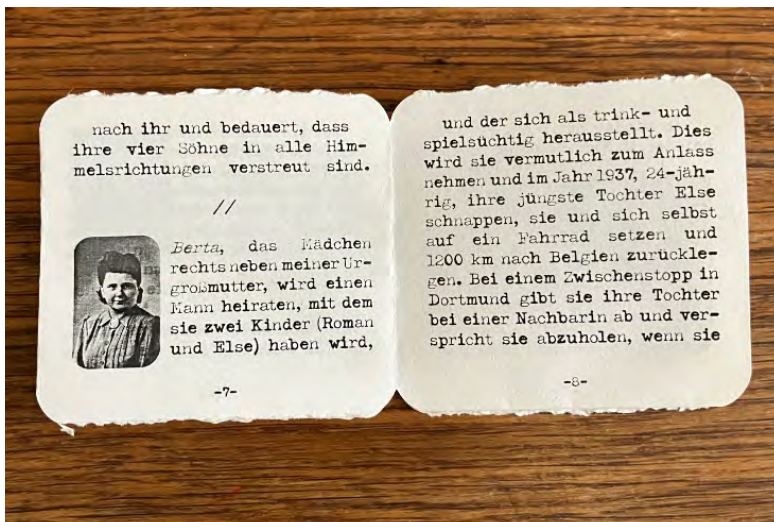 nach ihr und bedauert, dass
ihre vier Söhne in alle Him-
melsrichtungen verstreut sind.
//
Berta, das Mädchen
rechts neben meiner Ur-
großmutter, wird einen
Mann heiraten, mit dem
sie zwei Kinder (Roman
und Else) haben wird,
-7-
und der sich als trink- und
spielsüchtig herausstellt. Dies
wird sie vermutlich zum Anlass
nehmen und im Jahr 1937, 24-jäh-
rig, ihre jüngste Tochter Else
schnappen, sie und sich selbst
auf ein Fahrrad setzen und
1200 km nach Belgien zurückle-
gen. Bei einem Zwischenstopp in
Dortmund gibt sie ihre Tochter
bei einer Nachbarin ab und ver-
spricht sie abzuholen, wenn sie
-8-